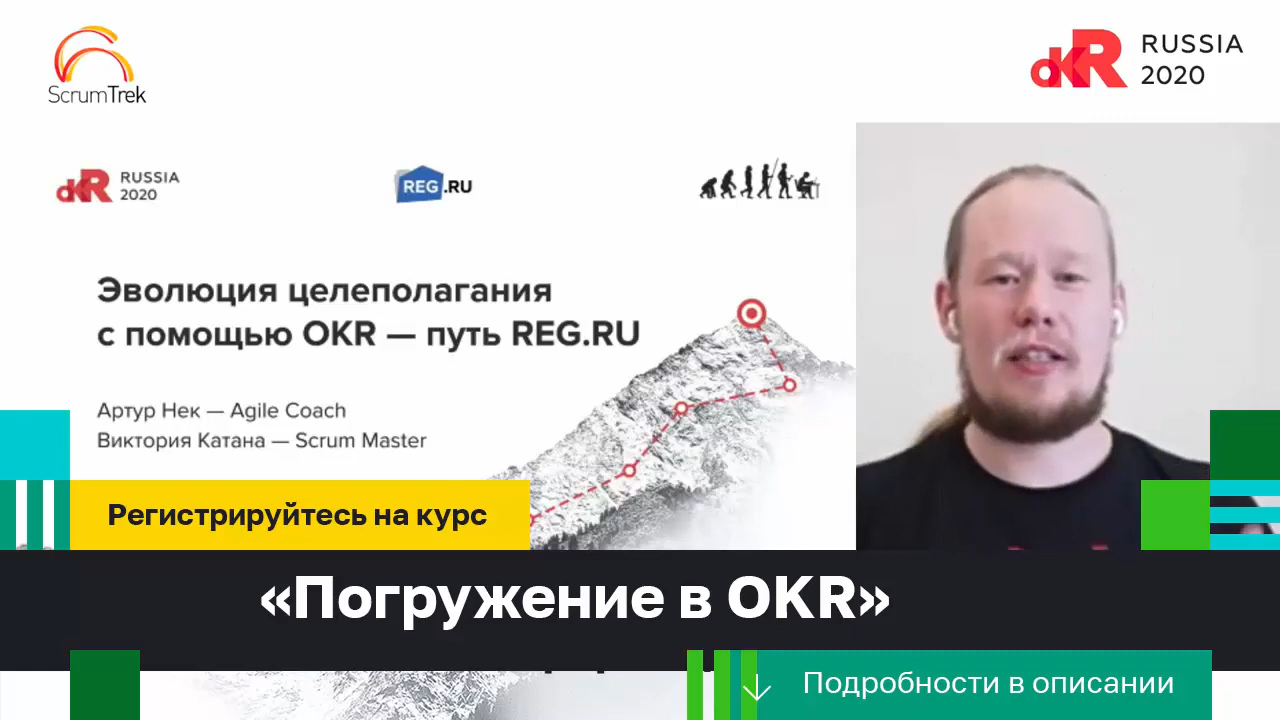 ScrumTrek
OKR RUSSIA
2020
OKR RUSSIA
2020
REG.RU
Эволюция целеполагания
с помощью OKR — путь REG.RU
Артур Нек — Agile Coach
Виктория Катана — Scrum Master
Регистрируйтесь на курс
«Погружение в OKR»
Подробности в описании